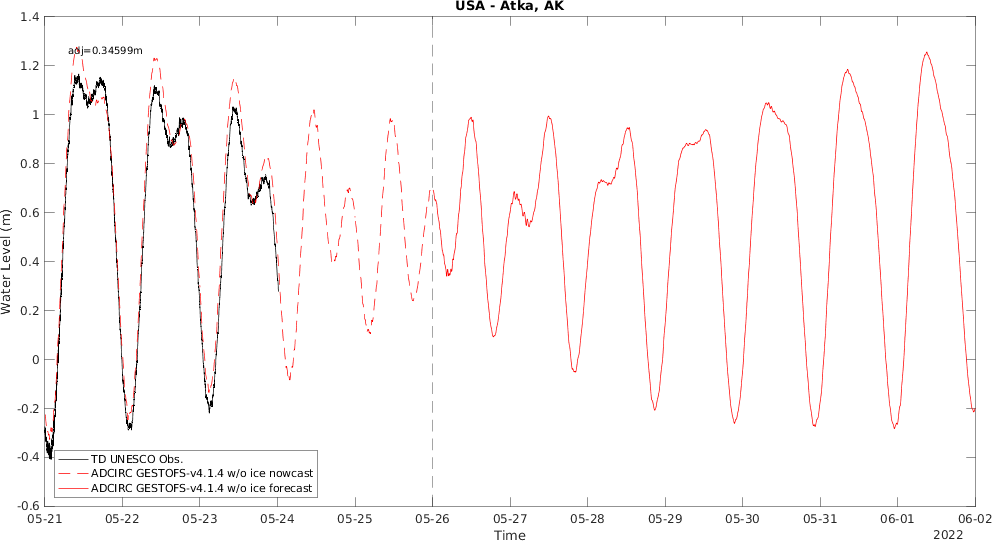 USA - Atka, AK
adj=0.34599m
Water Level (m)
1.4
1.2
1
0.8
0.6
0.4
0.2
0
-0.2
-0.4
-0.6
TD UNESCO Obs.
ADCIRC GESTOFS-v4.1.4 w/o ice nowcast
ADCIRC GESTOFS-v4.1.4 w/o ice forecast
05-21 05-22 05-23 05-24 05-25 05-26 05-27 05-28 05-29 05-30 05-31 06-01 06-02
Time
2022